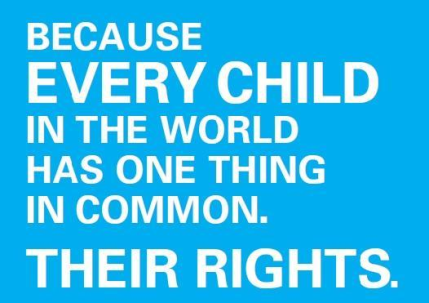 BECAUSE
EVERY CHILD
IN THE WORLD
HAS ONE THING
IN COMMON.
THEIR RIGHTS.